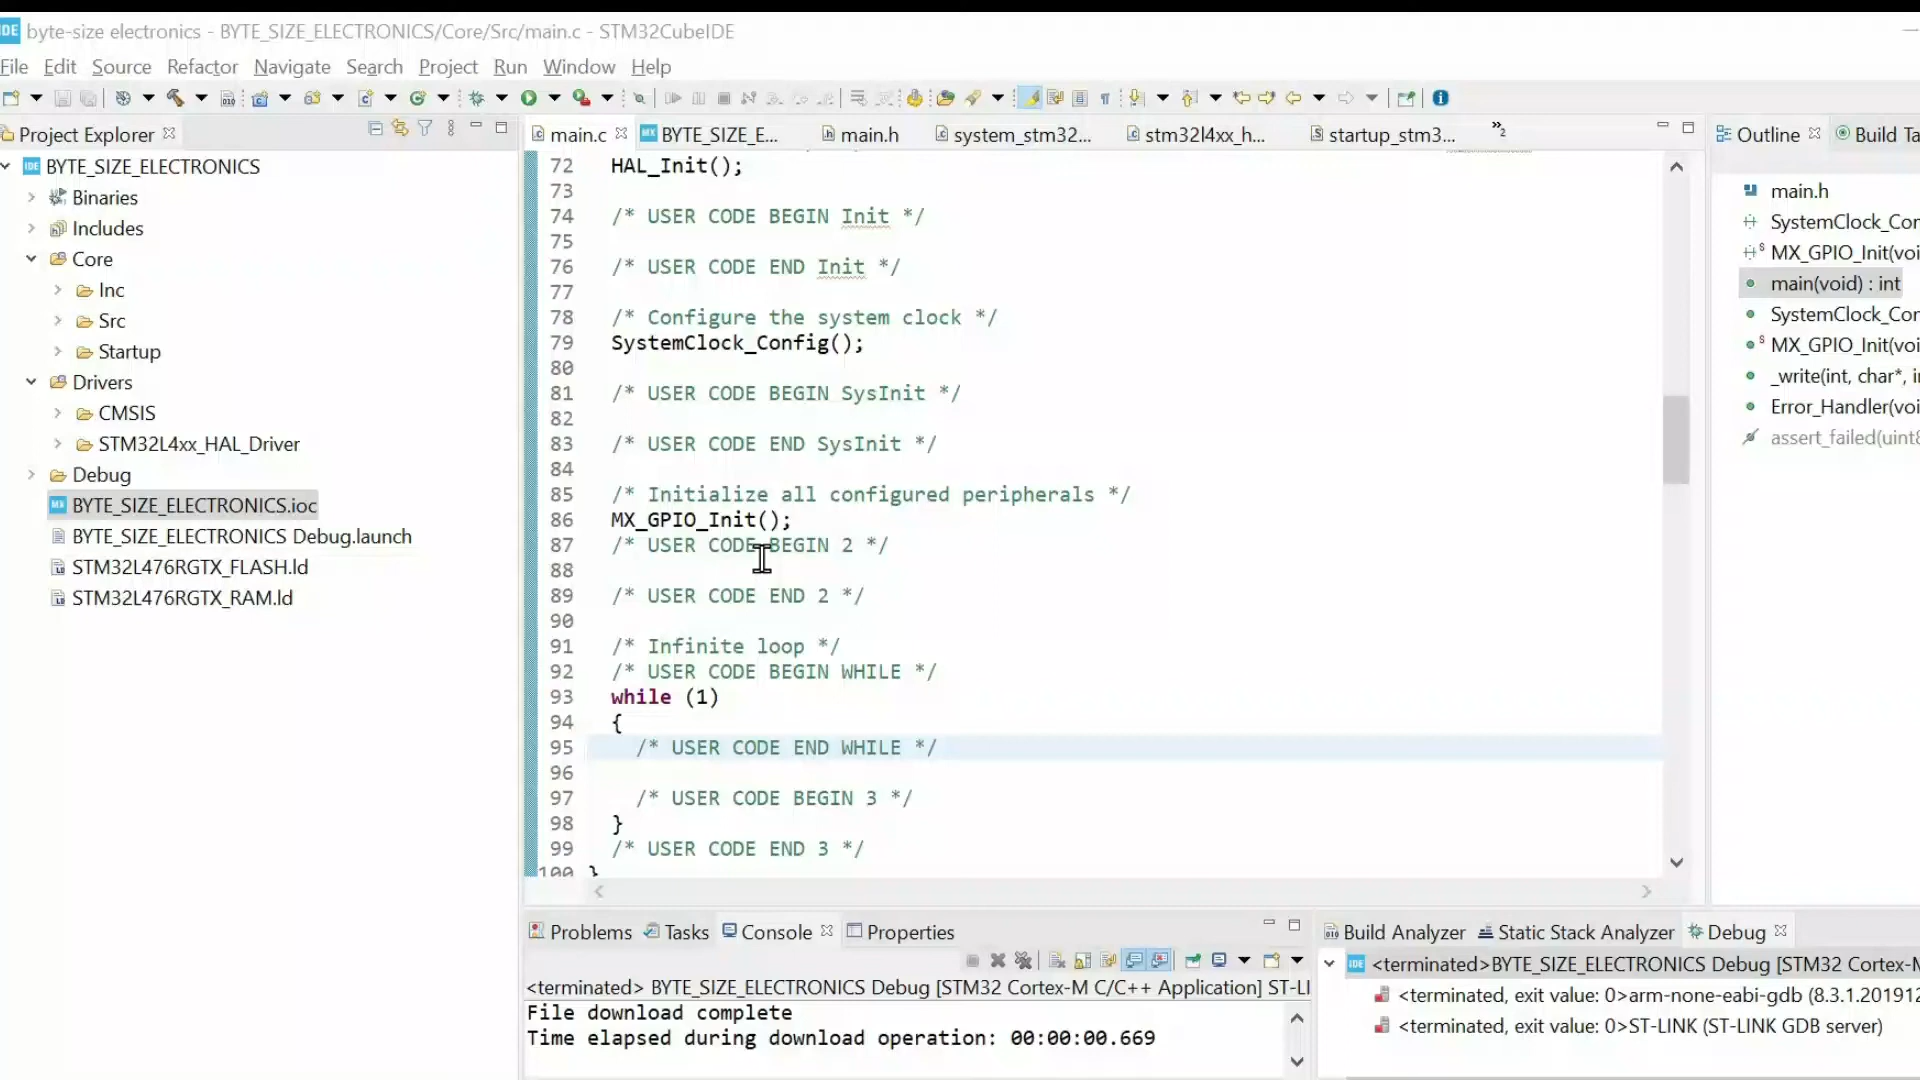 byte-size electronics - BYTE_SIZE_ELECTRONICS/Core/Src/main.c - STM32CubeIDE
File Edit Source Refactor Navigate Search Project Run Window Help
Project Explorer
BYTE_SIZE_ELECTRONICS
Binaries
Includes
Core
Inc
Src
Startup
Drivers
CMSIS
STM32L4xx_HAL_Driver
Debug
BYTE_SIZE_ELECTRONICS.ioc
BYTE_SIZE_ELECTRONICS Debug.launch
STM32L476RGTX_FLASH.ld
STM32L476RGTX_RAM.ld
main.c BYTE_SIZE_E... main.h system_stm32... stm32l4xx_h... startup_stm3... »2
72 HAL_Init();
73
74 /* USER CODE BEGIN Init */
75
76 /* USER CODE END Init */
77
78 /* Configure the system clock */
79 SystemClock_Config();
80
81 /* USER CODE BEGIN SysInit */
82
83 /* USER CODE END SysInit */
84
85 /* Initialize all configured peripherals */
86 MX_GPIO_Init();
87 /* USER CODE BEGIN 2 */
88
89 /* USER CODE END 2 */
90
91 /* Infinite loop */
92 /* USER CODE BEGIN WHILE */
93 while (1)
94 {
95 /* USER CODE END WHILE */
96
97 /* USER CODE BEGIN 3 */
98 }
99 /* USER CODE END 3 */
100 }
Outline Build Ta
main.h
SystemClock_Con
MX_GPIO_Init(voi
main(void) : int
SystemClock_Con
MX_GPIO_Init(voi
_write(int, char*, in
Error_Handler(voi
assert_failed(uint8
Problems Tasks Console Properties
<terminated> BYTE_SIZE_ELECTRONICS Debug [STM32 Cortex-M C/C++ Application] ST-LI
File download complete
Time elapsed during download operation: 00:00:00.669
Build Analyzer Static Stack Analyzer Debug
<terminated>BYTE_SIZE_ELECTRONICS Debug [STM32 Cortex-M
<terminated, exit value: 0>arm-none-eabi-gdb (8.3.1.201912
<terminated, exit value: 0>ST-LINK (ST-LINK GDB server)